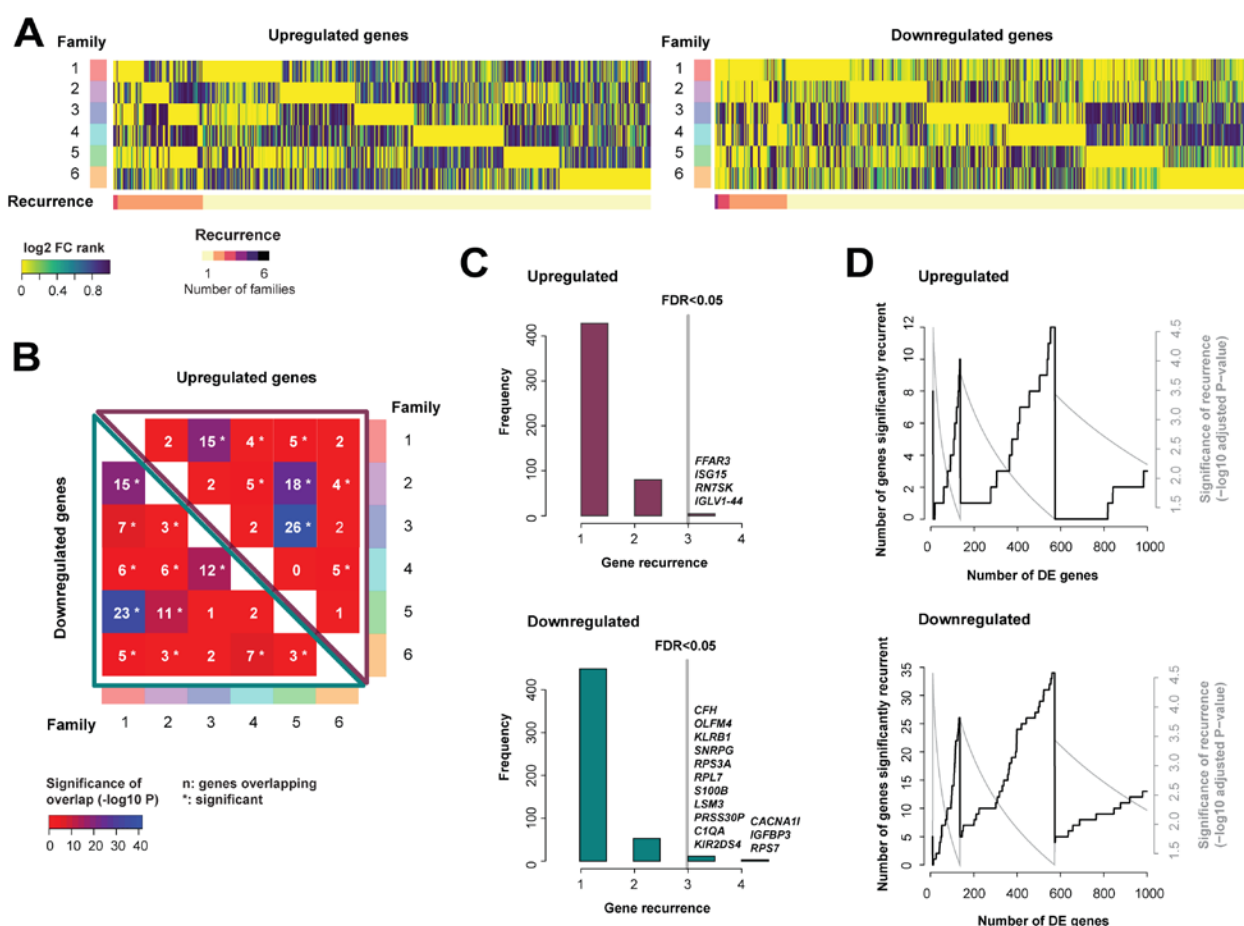 A
Family
Upregulated genes
Downregulated genes
1
2
3
4
5
6
1
2
3
4
5
6
Recurrence
log2 FC rank
0 0.4 0.8
Recurrence
1 6
Number of families
B
Upregulated genes
Family
Downregulated genes
2 15 * 4 * 5 * 2 1
15 * 2 5 * 18 * 4 * 2
7 * 3 * 2 26 * 2 3
6 * 6 * 12 * 0 5 * 4
23 * 11 * 1 2 1 5
5 * 3 * 2 7 * 3 * 6
Family 1 2 3 4 5 6
Significance of
overlap (-log10 P)
0 10 20 30 40
n: genes overlapping
*: significant
C
Upregulated
FDR<0.05
Frequency
0 100 200 300 400
FFAR3
ISG15
RN7SK
IGLV1-44
1 2 3 4
Gene recurrence
Downregulated
FDR<0.05
Frequency
0 100 200 300 400
CFH
OLFM4
KLRB1
SNRPG
RPS3A
RPL7
S100B
LSM3
PRSS30P
C1QA
KIR2DS4
CACNA1I
IGFBP3
RPS7
1 2 3 4
Gene recurrence
D
Upregulated
Number of genes significantly recurrent
0 2 4 6 8 10 12
Significance of recurrence
(−log10 adjusted P−value)
1.5 2.0 2.5 3.0 3.5 4.0 4.5
0 200 400 600 800 1000
Number of DE genes
Downregulated
Number of genes significantly recurrent
0 5 10 15 20 25 30 35
Significance of recurrence
(−log10 adjusted P−value)
1.5 2.0 2.5 3.0 3.5 4.0 4.5
0 200 400 600 800 1000
Number of DE genes